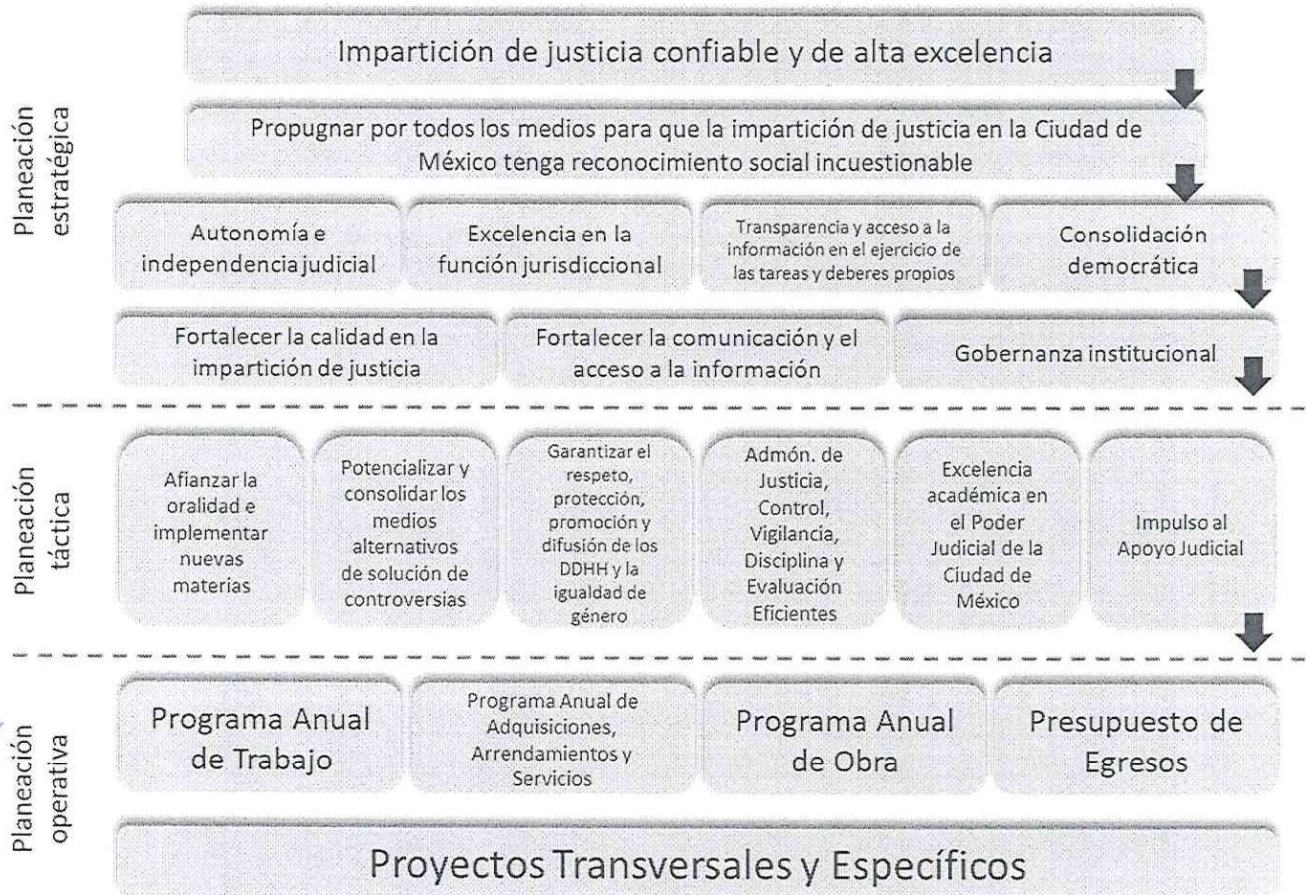 Impartición de justicia confiable y de alta excelencia
Propugnar por todos los medios para que la impartición de justicia en la Ciudad de
México tenga reconocimiento social incuestionable
Planeación
estratégica
Autonomía e
independencia judicial
Excelencia en la
función jurisdiccional
Transparencia y acceso a la
información en el ejercicio de
las tareas y deberes propios
Consolidación
democrática
Fortalecer la calidad en la
impartición de justicia
Fortalecer la comunicación y el
acceso a la información
Gobernanza institucional
Planeación
táctica
Afianzar la
oralidad e
implementar
nuevas
materias
Potencializar y
consolidar los
medios
alternativos
de solución de
controversias
Garantizar el
respeto,
protección,
promoción y
difusión de los
DDHH y la
igualdad de
género
Admón. de
Justicia,
Control,
Vigilancia,
Disciplina y
Evaluación
Eficientes
Excelencia
académica en
el Poder
Judicial de la
Ciudad de
México
Impulso al
Apoyo Judicial
Planeación
operativa
Programa Anual
de Trabajo
Programa Anual de
Adquisiciones,
Arrendamientos y
Servicios
Programa Anual
de Obra
Presupuesto de
Egresos
Proyectos Transversales y Específicos